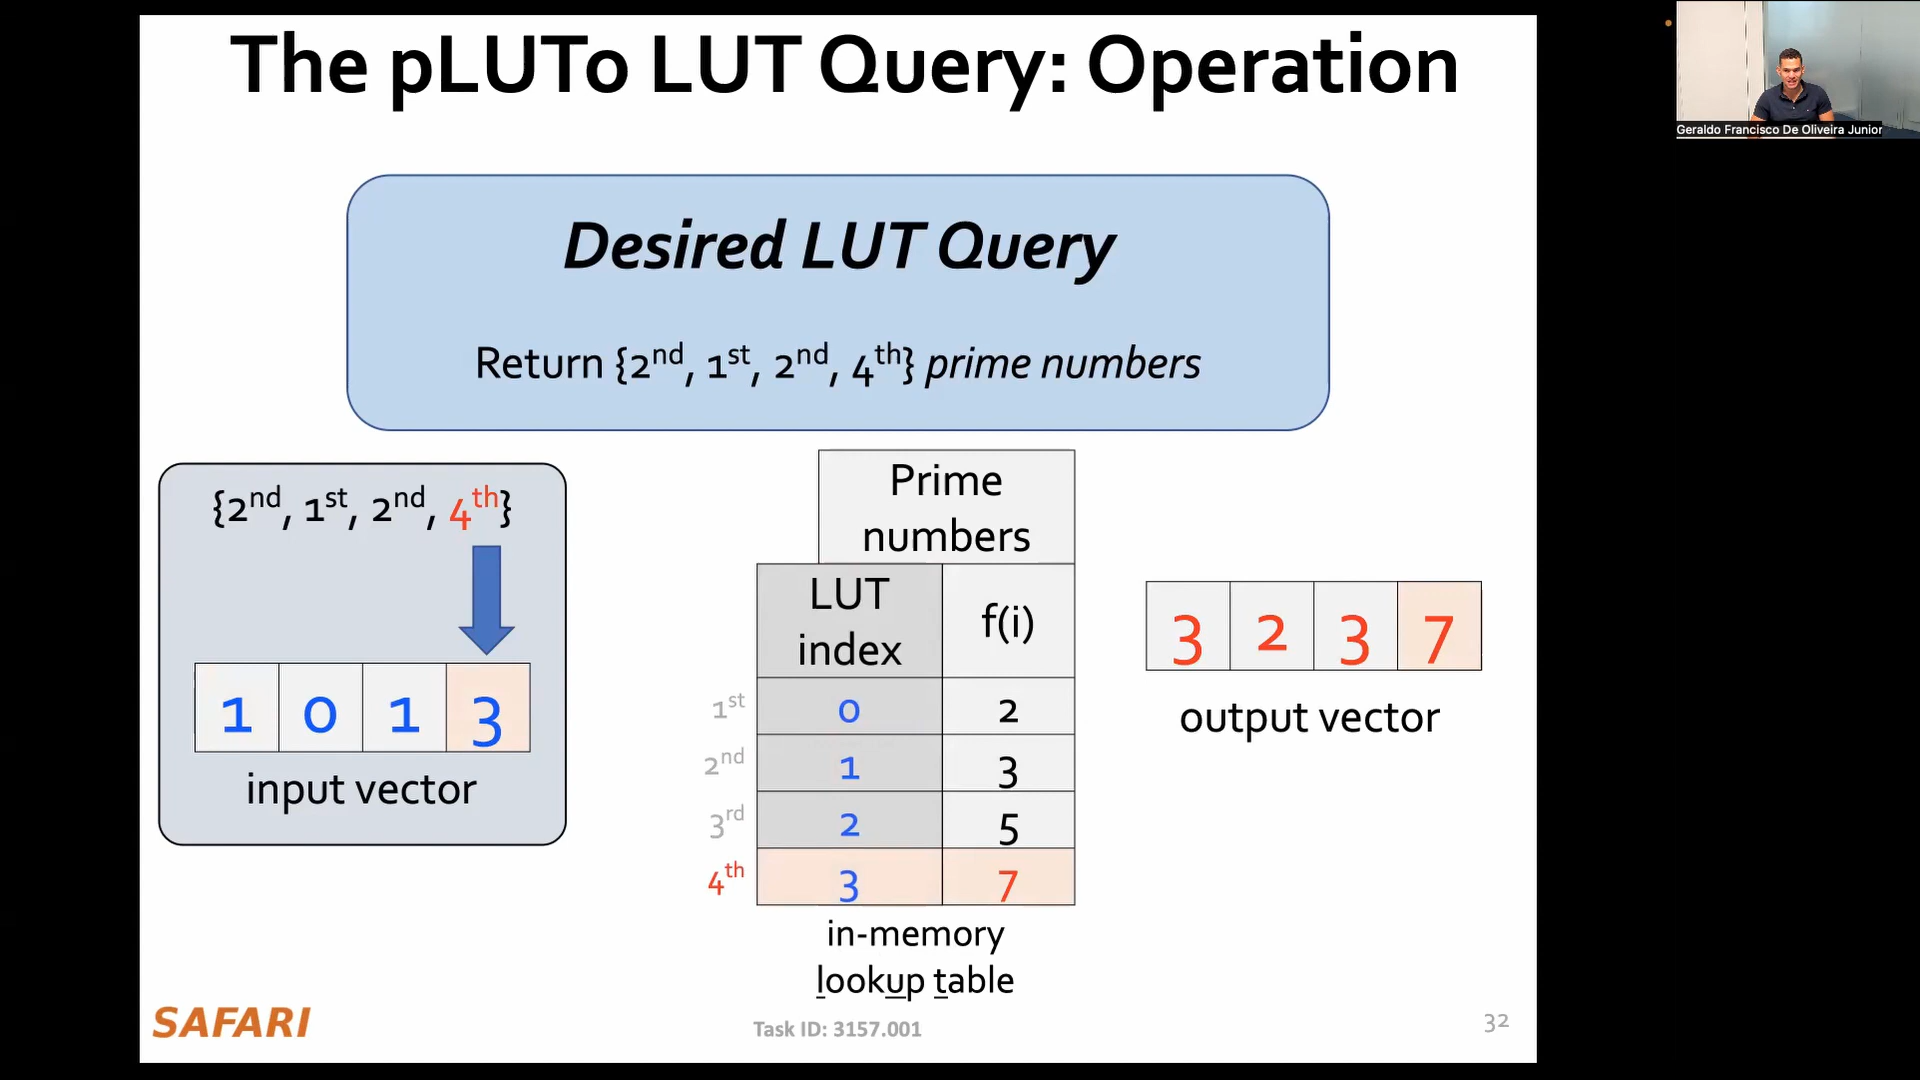 The pLUTo LUT Query: Operation
Geraldo Francisco De Oliveira Junior
Desired LUT Query
Return {2nd, 1st, 2nd, 4th} prime numbers
{2nd, 1st, 2nd, 4th}
1 0 1 3
input vector
Prime
numbers
LUT
index
f(i)
1st 0 2
2nd 1 3
3rd 2 5
4th 3 7
in-memory
lookup table
3 2 3 7
output vector
SAFARI
Task ID: 3157.001
32